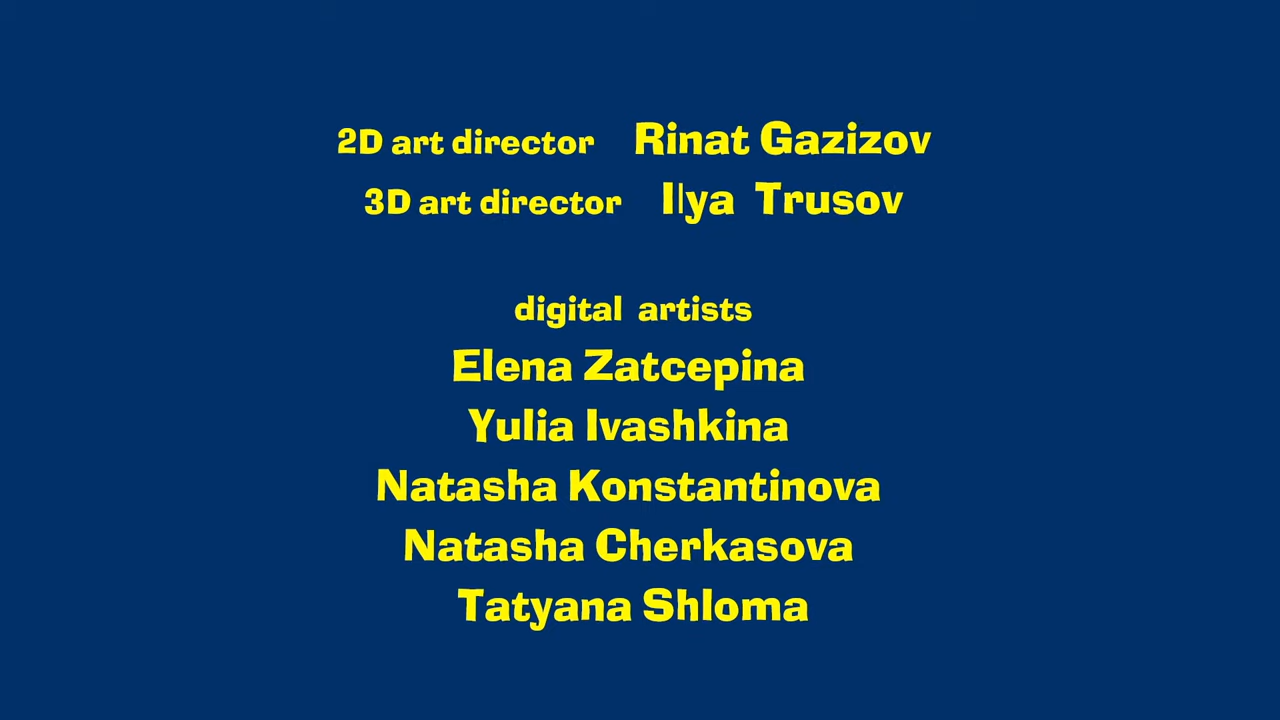 2D art director Rinat Gazizov
3D art director Ilya Trusov
digital artists
Elena Zatcepina
Yulia Ivashkina
Natasha Konstantinova
Natasha Cherkasova
Tatyana Shloma